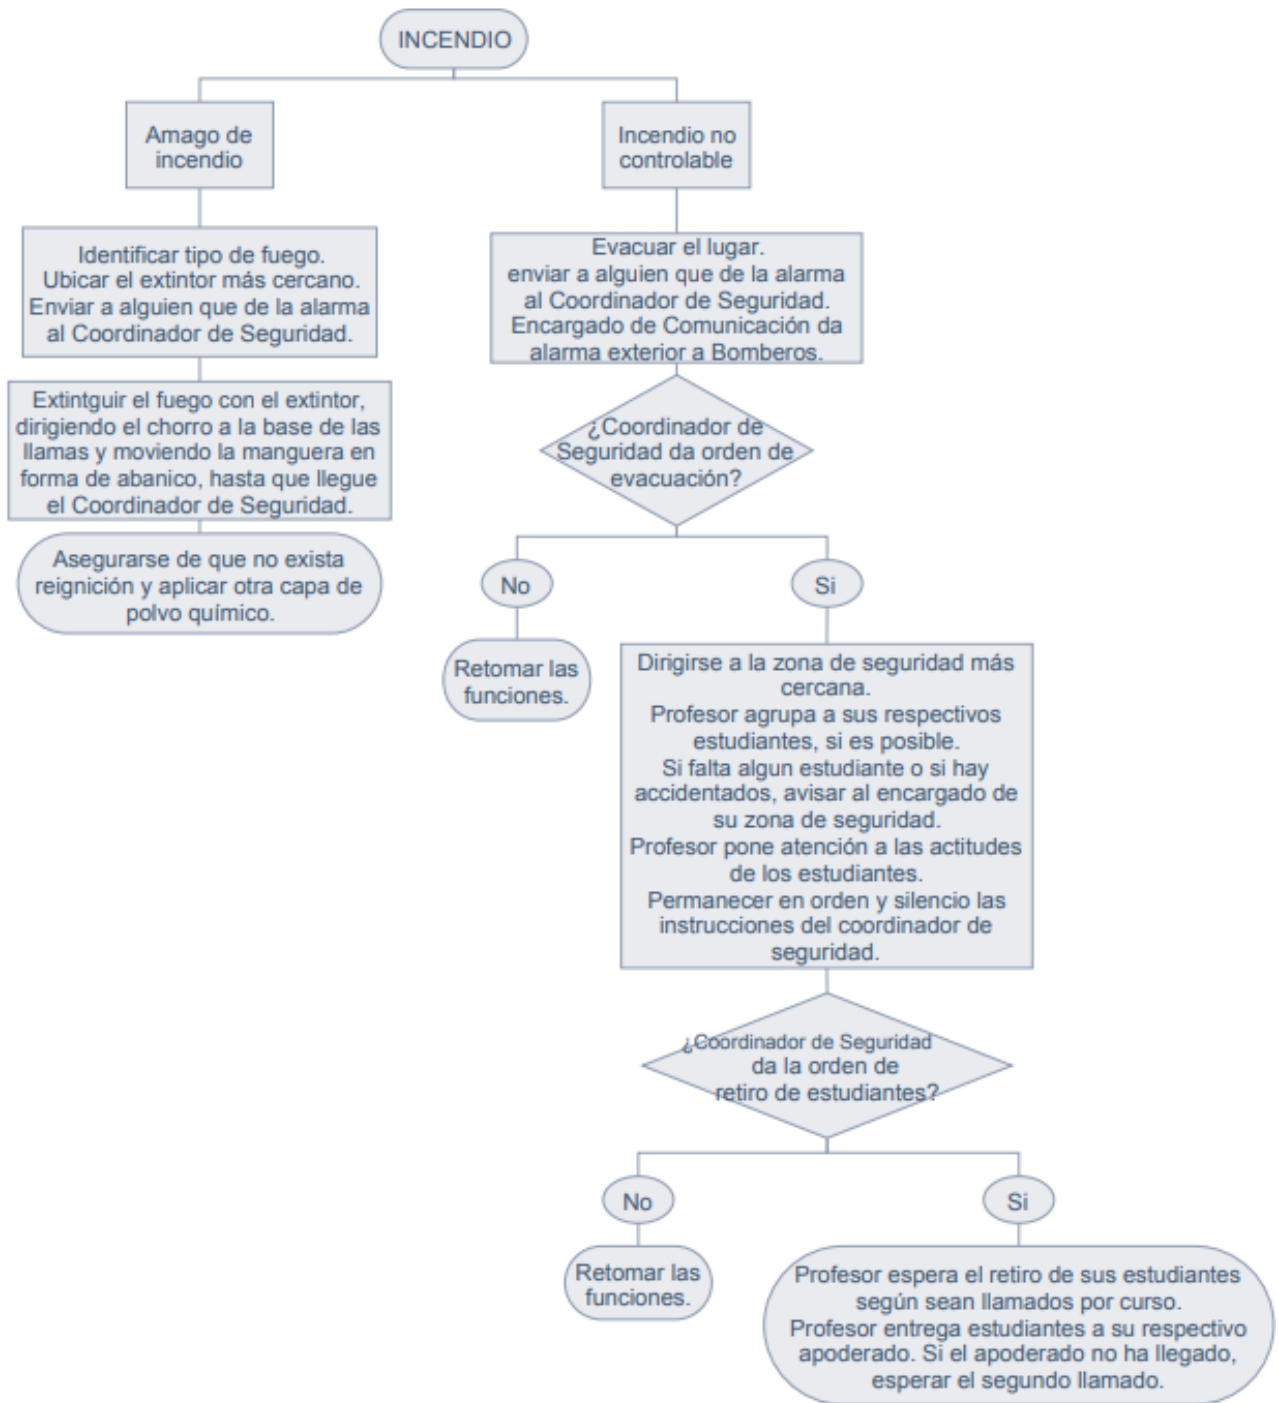 INCENDIO
Amago de
incendio
Identificar tipo de fuego.
Ubicar el extintor más cercano.
Enviar a alguien que de la alarma
al Coordinador de Seguridad.
Extintguir el fuego con el extintor,
dirigiendo el chorro a la base de las
llamas y moviendo la manguera en
forma de abanico, hasta que llegue
el Coordinador de Seguridad.
Asegurarse de que no exista
reignición y aplicar otra capa de
polvo químico.
Incendio no
controlable
Evacuar el lugar.
enviar a alguien que de la alarma
al Coordinador de Seguridad.
Encargado de Comunicación da
alarma exterior a Bomberos.
¿Coordinador de
Seguridad da orden de
evacuación?
No
Retomar las
funciones.
Si
Dirigirse a la zona de seguridad más
cercana.
Profesor agrupa a sus respectivos
estudiantes, si es posible.
Si falta algun estudiante o si hay
accidentados, avisar al encargado de
su zona de seguridad.
Profesor pone atención a las actitudes
de los estudiantes.
Permanecer en orden y silencio las
instrucciones del coordinador de
seguridad.
¿Coordinador de Seguridad
da la orden de
retiro de estudiantes?
No
Retomar las
funciones.
Si
Profesor espera el retiro de sus estudiantes
según sean llamados por curso.
Profesor entrega estudiantes a su respectivo
apoderado. Si el apoderado no ha llegado,
esperar el segundo llamado.